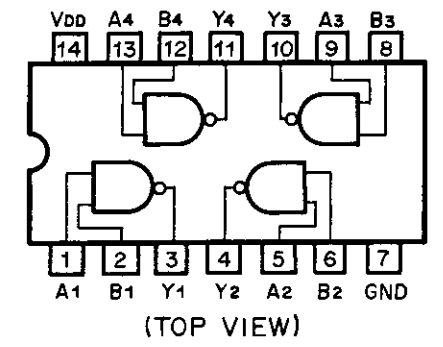 VDD A4 B4 Y4 Y3 A3 B3
14 13 12 11 10 9 8
1 2 3 4 5 6 7
A1 B1 Y1 Y2 A2 B2 GND
(TOP VIEW)